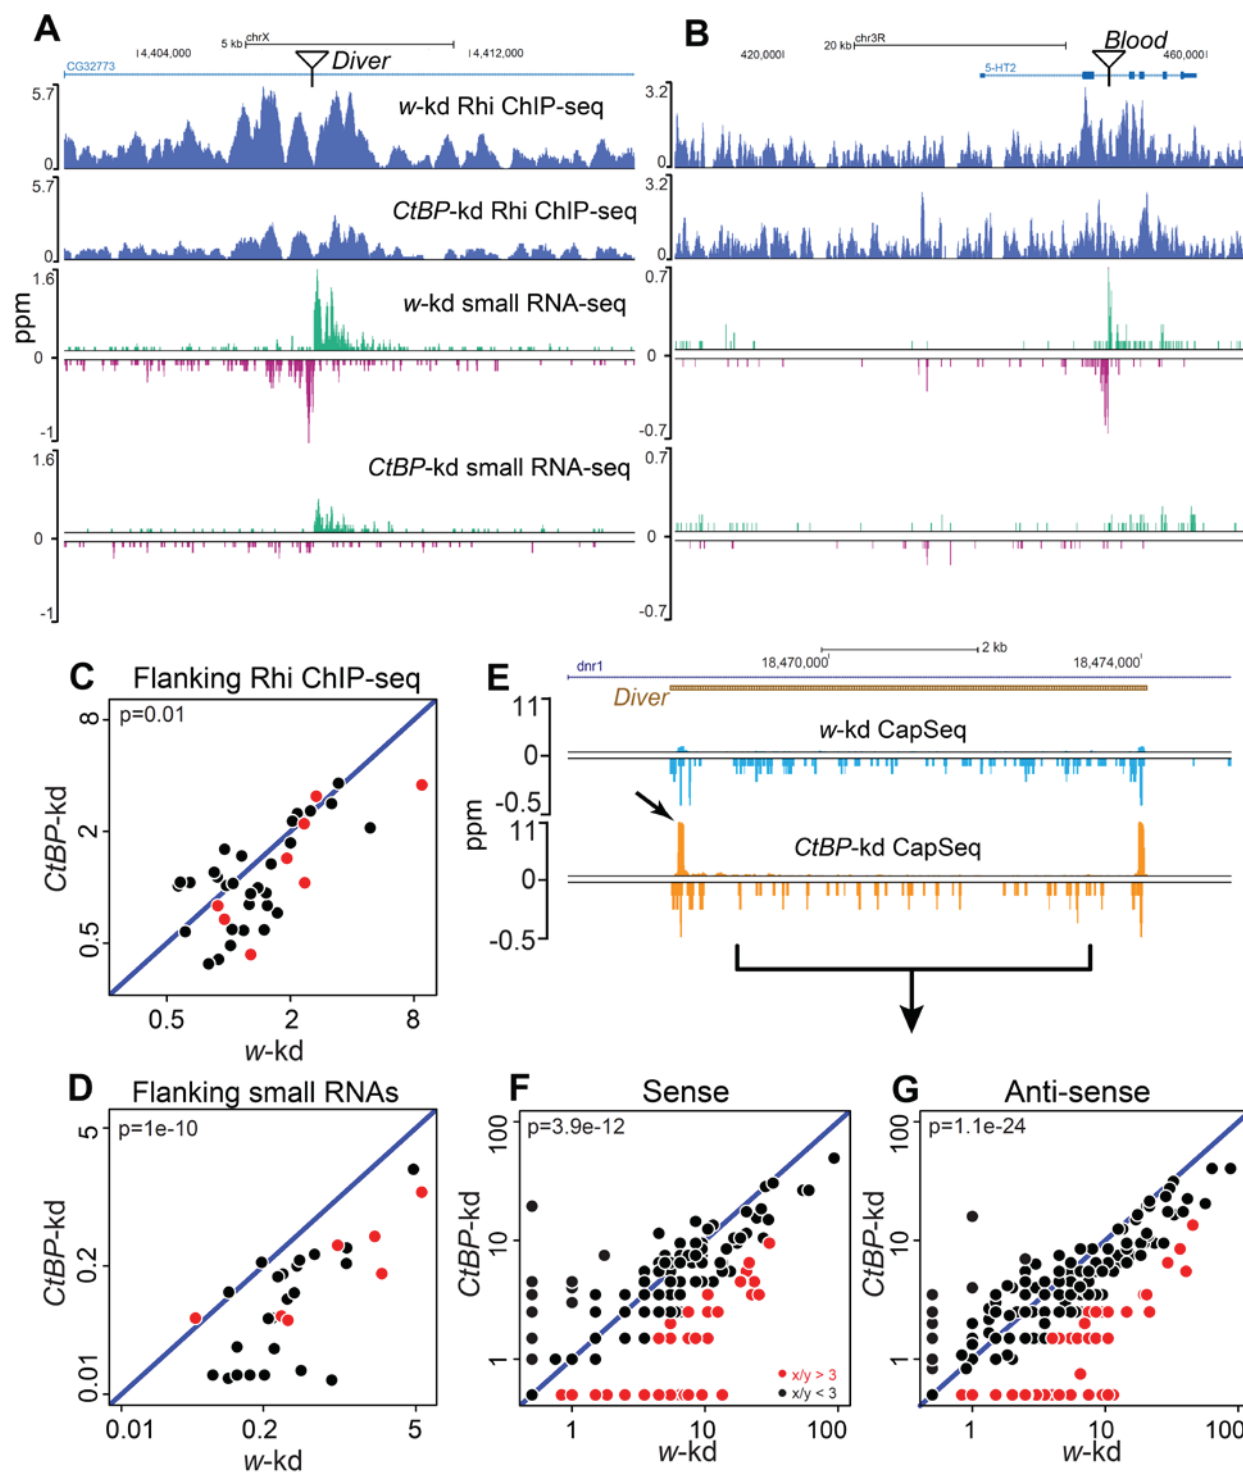 A
chrX
4,404,000
5 kb
4,412,000
Diver
CG32773
5.7
w-kd Rhi ChIP-seq
0
5.7
CtBP-kd Rhi ChIP-seq
0
1.6
w-kd small RNA-seq
ppm
0
-1
1.6
CtBP-kd small RNA-seq
0
-1
B
chr3R
420,000
20 kb
460,000
Blood
5-HT2
3.2
0
3.2
0
0.7
0
-0.7
0.7
0
-0.7
C
Flanking Rhi ChIP-seq
p=0.01
8
2
0.5
CtBP-kd
0.5 2 8
w-kd
D
Flanking small RNAs
p=1e-10
5
0.2
0.01
CtBP-kd
0.01 0.2 5
w-kd
E
2 kb
dnr1
18,470,000
18,474,000
Diver
11
w-kd CapSeq
0
-0.5
ppm
11
CtBP-kd CapSeq
0
-0.5
F
Sense
p=3.9e-12
100
10
1
CtBP-kd
x/y > 3
x/y < 3
1 10 100
w-kd
G
Anti-sense
p=1.1e-24
100
10
1
CtBP-kd
1 10 100
w-kd